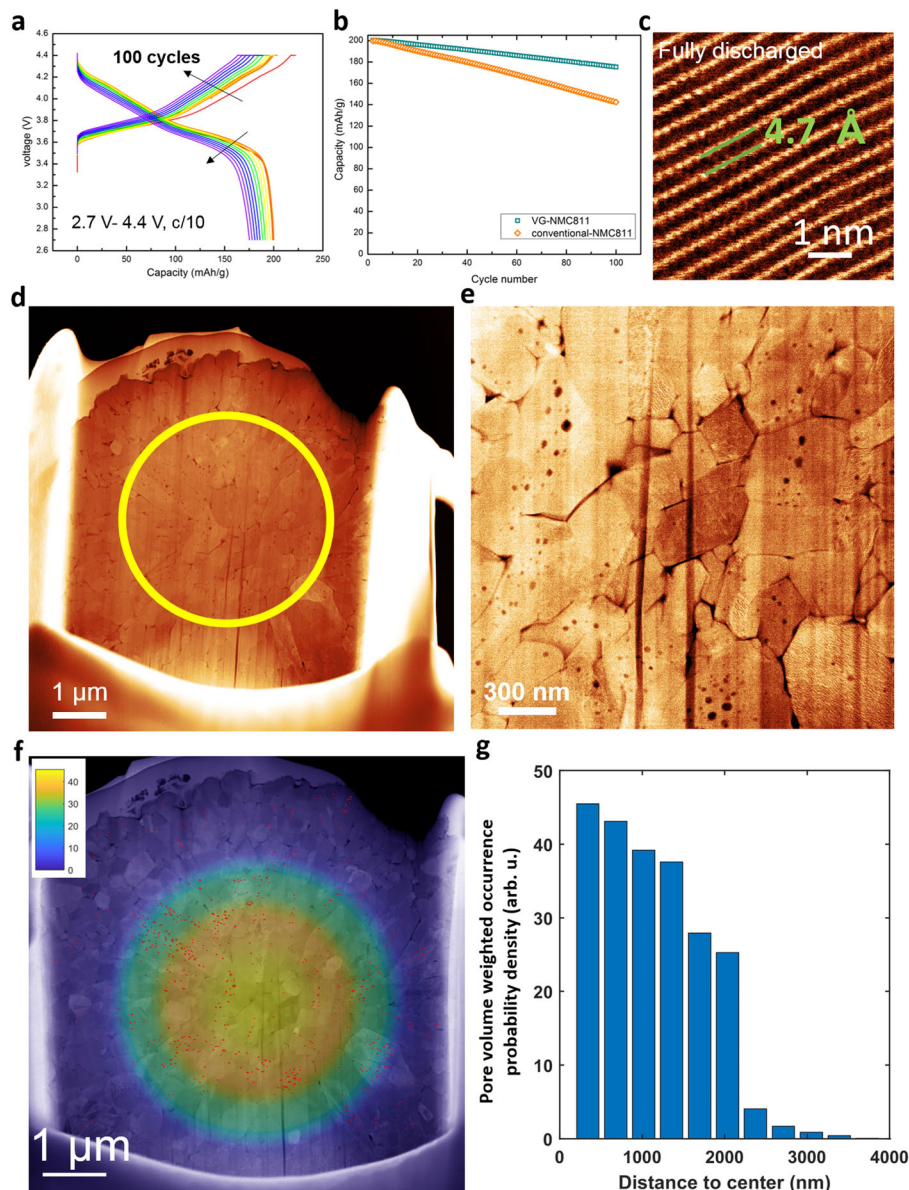 a
4.6
4.4
4.2
4.0
3.8
3.6
3.4
3.2
3.0
2.8
2.6
voltage (V)
100 cycles
2.7 V- 4.4 V, c/10
0
50
100
150
200
250
Capacity (mAh/g)
b
200
180
160
140
120
100
80
60
40
20
0
Capacity (mAh/g)
VG-NMC811
conventional-NMC811
0
20
40
60
80
100
Cycle number
c
Fully discharged
4.7 Å
1 nm
d
1 μm
e
300 nm
f
40
30
20
10
0
1 μm
g
50
40
30
20
10
0
Pore volume weighted occurrence
probability density (arb. u.)
0
1000
2000
3000
4000
Distance to center (nm)